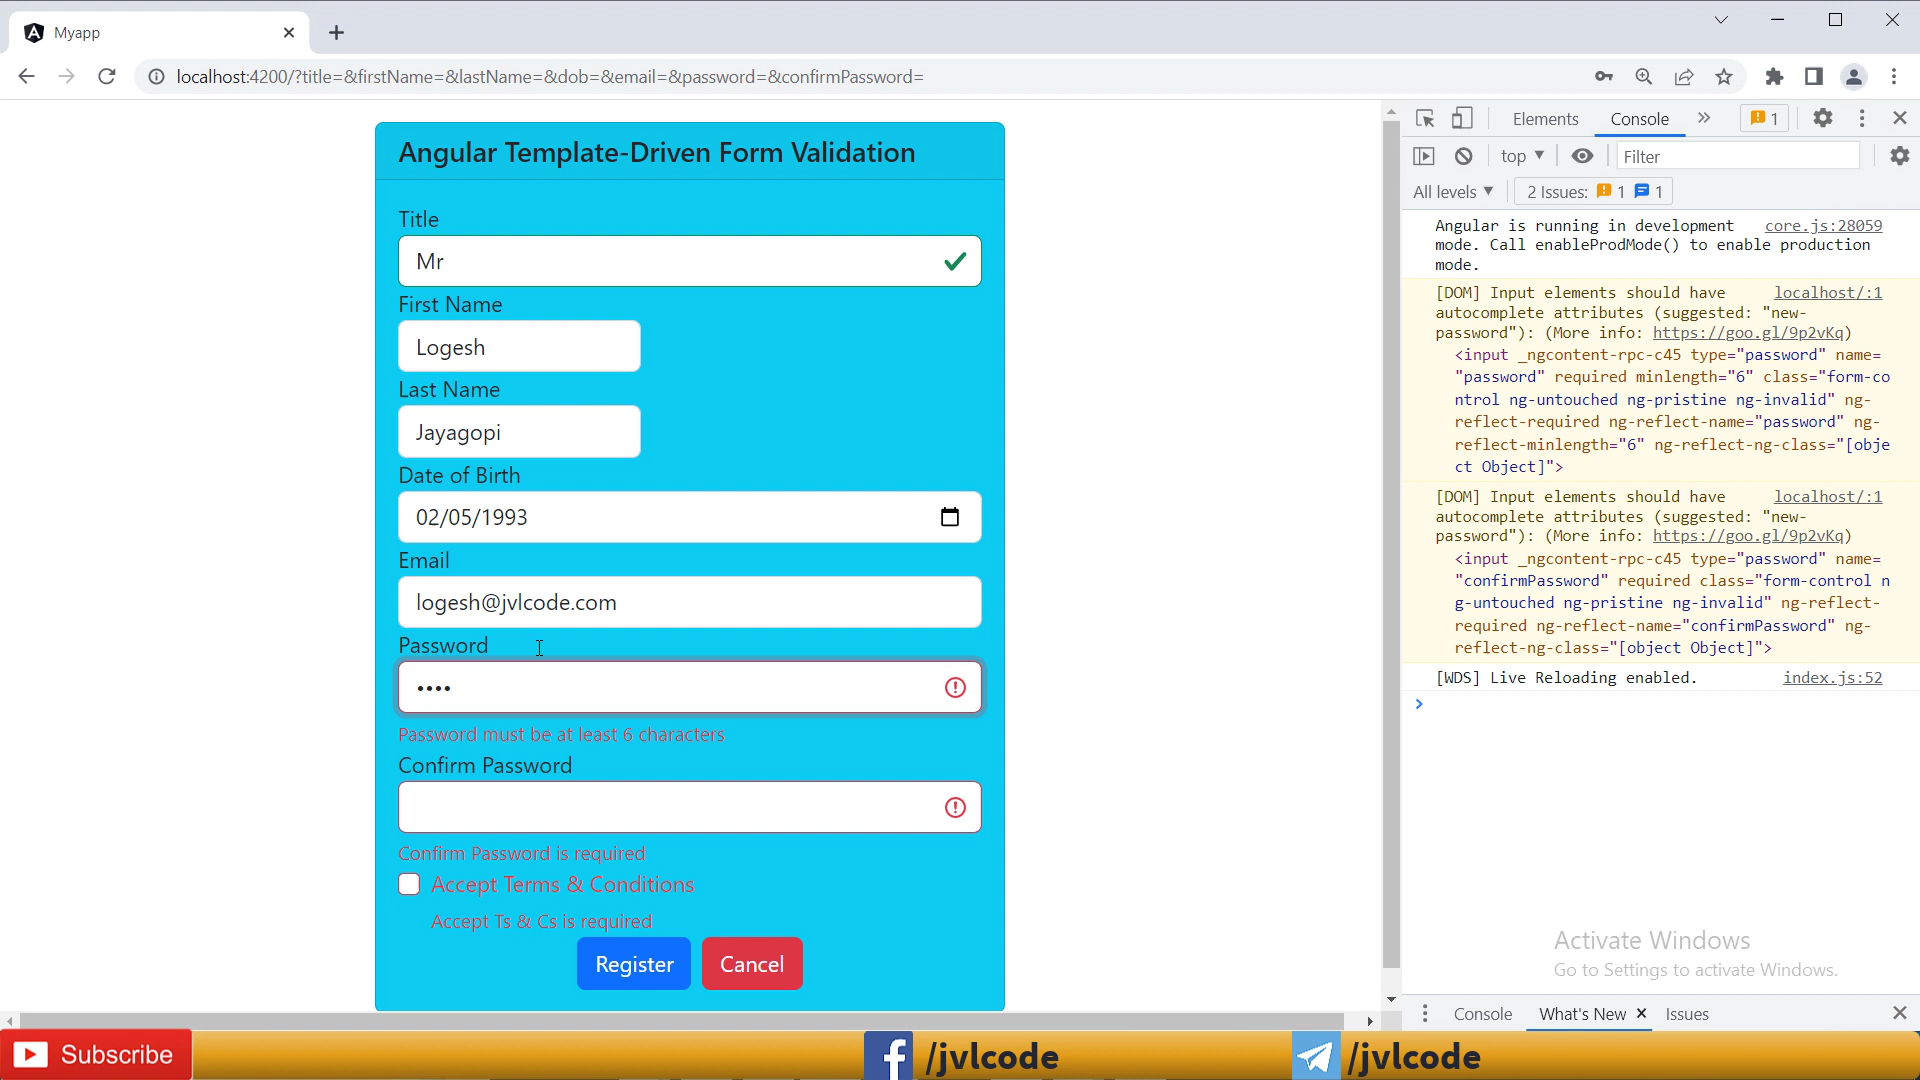 Myapp
localhost:4200/?title=&firstName=&lastName=&dob=&email=&password=&confirmPassword=
Angular Template-Driven Form Validation
Title
Mr
First Name
Logesh
Last Name
Jayagopi
Date of Birth
02/05/1993
Email
logesh@jvlcode.com
Password
••••
Password must be at least 6 characters
Confirm Password
Confirm Password is required
Accept Terms & Conditions
Accept Ts & Cs is required
Register Cancel
Elements Console 1
top Filter
All levels 2 Issues: 1 1
Angular is running in development core.js:28059
mode. Call enableProdMode() to enable production
mode.
[DOM] Input elements should have localhost/:1
autocomplete attributes (suggested: "new-
password"): (More info: https://goo.gl/9p2vKq)
<input _ngcontent-rpc-c45 type="password" name=
"password" required minlength="6" class="form-co
ntrol ng-untouched ng-pristine ng-invalid" ng-
reflect-required ng-reflect-name="password" ng-
reflect-minlength="6" ng-reflect-ng-class="[obje
ct Object]">
[DOM] Input elements should have localhost/:1
autocomplete attributes (suggested: "new-
password"): (More info: https://goo.gl/9p2vKq)
<input _ngcontent-rpc-c45 type="password" name=
"confirmPassword" required class="form-control n
g-untouched ng-pristine ng-invalid" ng-reflect-
required ng-reflect-name="confirmPassword" ng-
reflect-ng-class="[object Object]">
[WDS] Live Reloading enabled. index.js:52
Activate Windows
Go to Settings to activate Windows.
Console What's New Issues
Subscribe /jvlcode /jvlcode